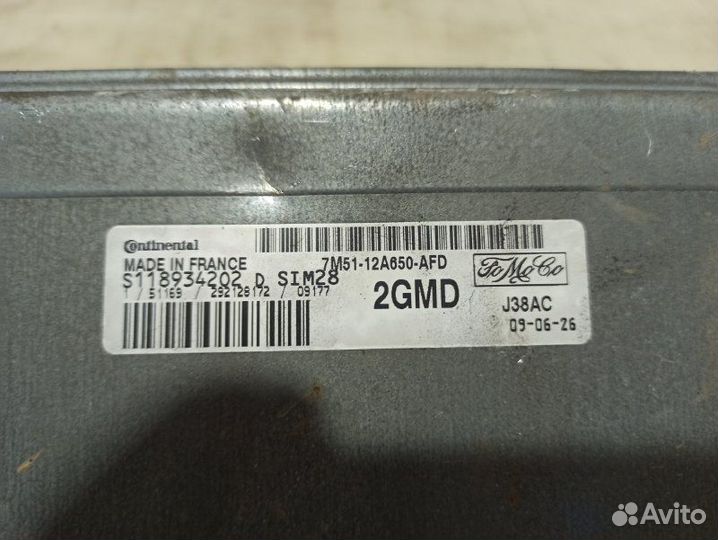 Continental
MADE IN FRANCE
7M51-12A650-AFD
S118934202 D SIM28
1 / 51169 / 292128172 / 09177
2GMD
FoMoCo
J38AC
09-06-26
Avito